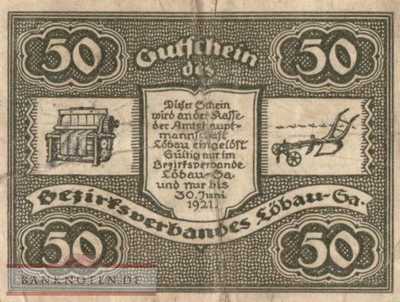 50 Gutschein 50
des
Dieser Schein
wird an der Kasse
der Amtshaupt-
mannschaft
Löbau eingelöst.
Gültig nur im
Bezirksverbande
Löbau-Sa.
und nur bis
30. Juni
1921.
Bezirksverbandes Löbau-Sa.
50 50
BANKNOTEN.DE